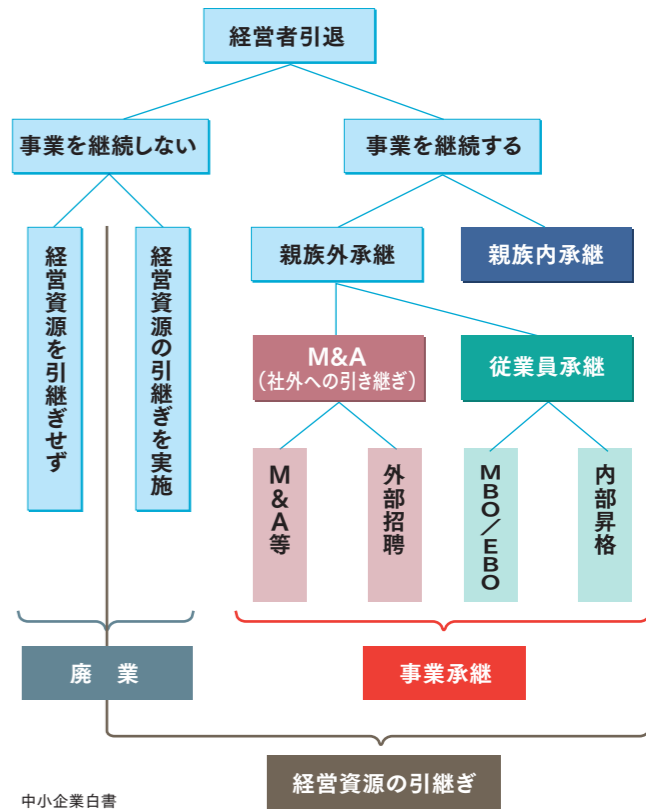 経営者引退
事業を継続しない
事業を継続する
経営資源を引継ぎせず
経営資源の引継ぎを実施
親族外承継
親族内承継
M&A
（社外への引き継ぎ）
従業員承継
M&A等
外部招聘
MBO／EBO
内部昇格
廃　業
事業承継
経営資源の引継ぎ
中小企業白書